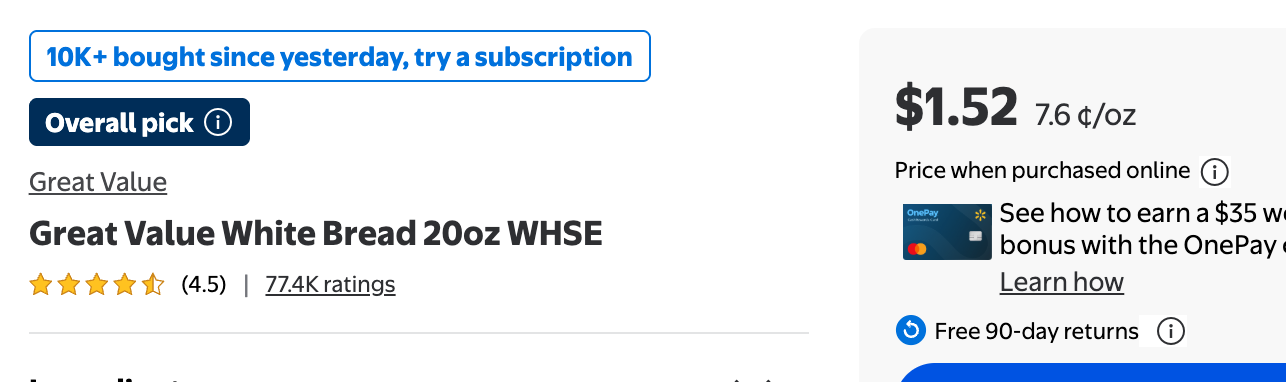 10K+ bought since yesterday, try a subscription
Overall pick
Great Value
Great Value White Bread 20oz WHSE
(4.5) | 77.4K ratings
$1.52 7.6 ¢/oz
Price when purchased online
OnePay
See how to earn a $35
bonus with the OnePay
Learn how
Free 90-day returns